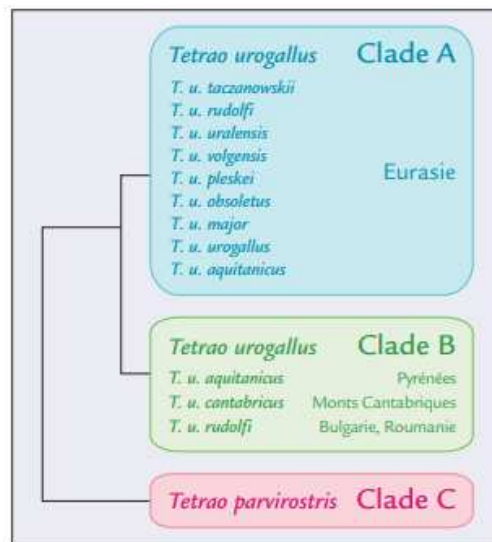 Tetrao urogallus Clade A
T. u. taczanowskii
T. u. rudolfi
T. u. uralensis
T. u. volgensis
T. u. pleskei Eurasie
T. u. obsoletus
T. u. major
T. u. urogallus
T. u. aquitanicus
Tetrao urogallus Clade B
T. u. aquitanicus Pyrénées
T. u. cantabricus Monts Cantabriques
T. u. rudolfi Bulgarie, Roumanie
Tetrao parvirostris Clade C